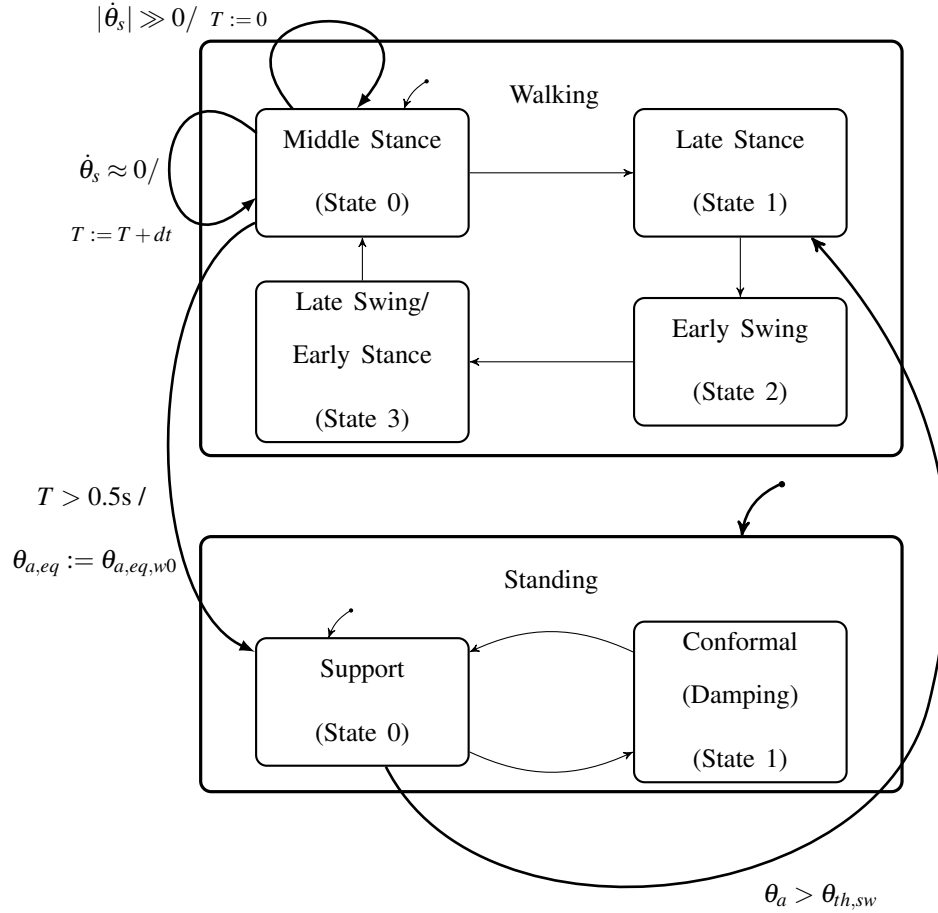 |θ̇_s| ≫ 0/ T := 0
Walking
Middle Stance
(State 0)
Late Stance
(State 1)
θ̇_s ≈ 0/
T := T + dt
Late Swing/
Early Stance
(State 3)
Early Swing
(State 2)
T > 0.5s /
θ_{a,eq} := θ_{a,eq,w0}
Standing
Support
(State 0)
Conformal
(Damping)
(State 1)
θ_a > θ_{th,sw}